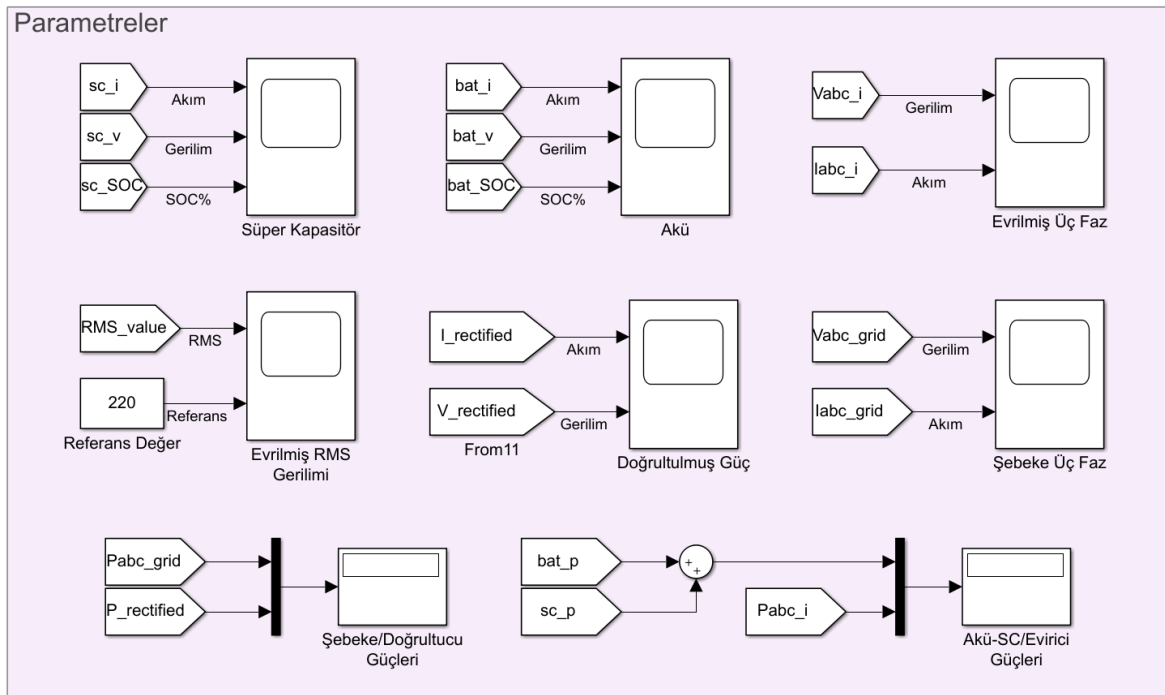 Parametreler
sc_i
Akım
sc_v
Gerilim
sc_SOC
SOC%
Süper Kapasitör
bat_i
Akım
bat_v
Gerilim
bat_SOC
SOC%
Akü
Vabc_i
Gerilim
Iabc_i
Akım
Evrilmiş Üç Faz
RMS_value
RMS
220
Referans
Referans Değer
Evrilmiş RMS
Gerilimi
I_rectified
Akım
V_rectified
Gerilim
From11
Doğrultulmuş Güç
Vabc_grid
Gerilim
Iabc_grid
Akım
Şebeke Üç Faz
Pabc_grid
P_rectified
Şebeke/Doğrultucu
Güçleri
bat_p
sc_p
+
+
Pabc_i
Akü-SC/Evirici
Güçleri